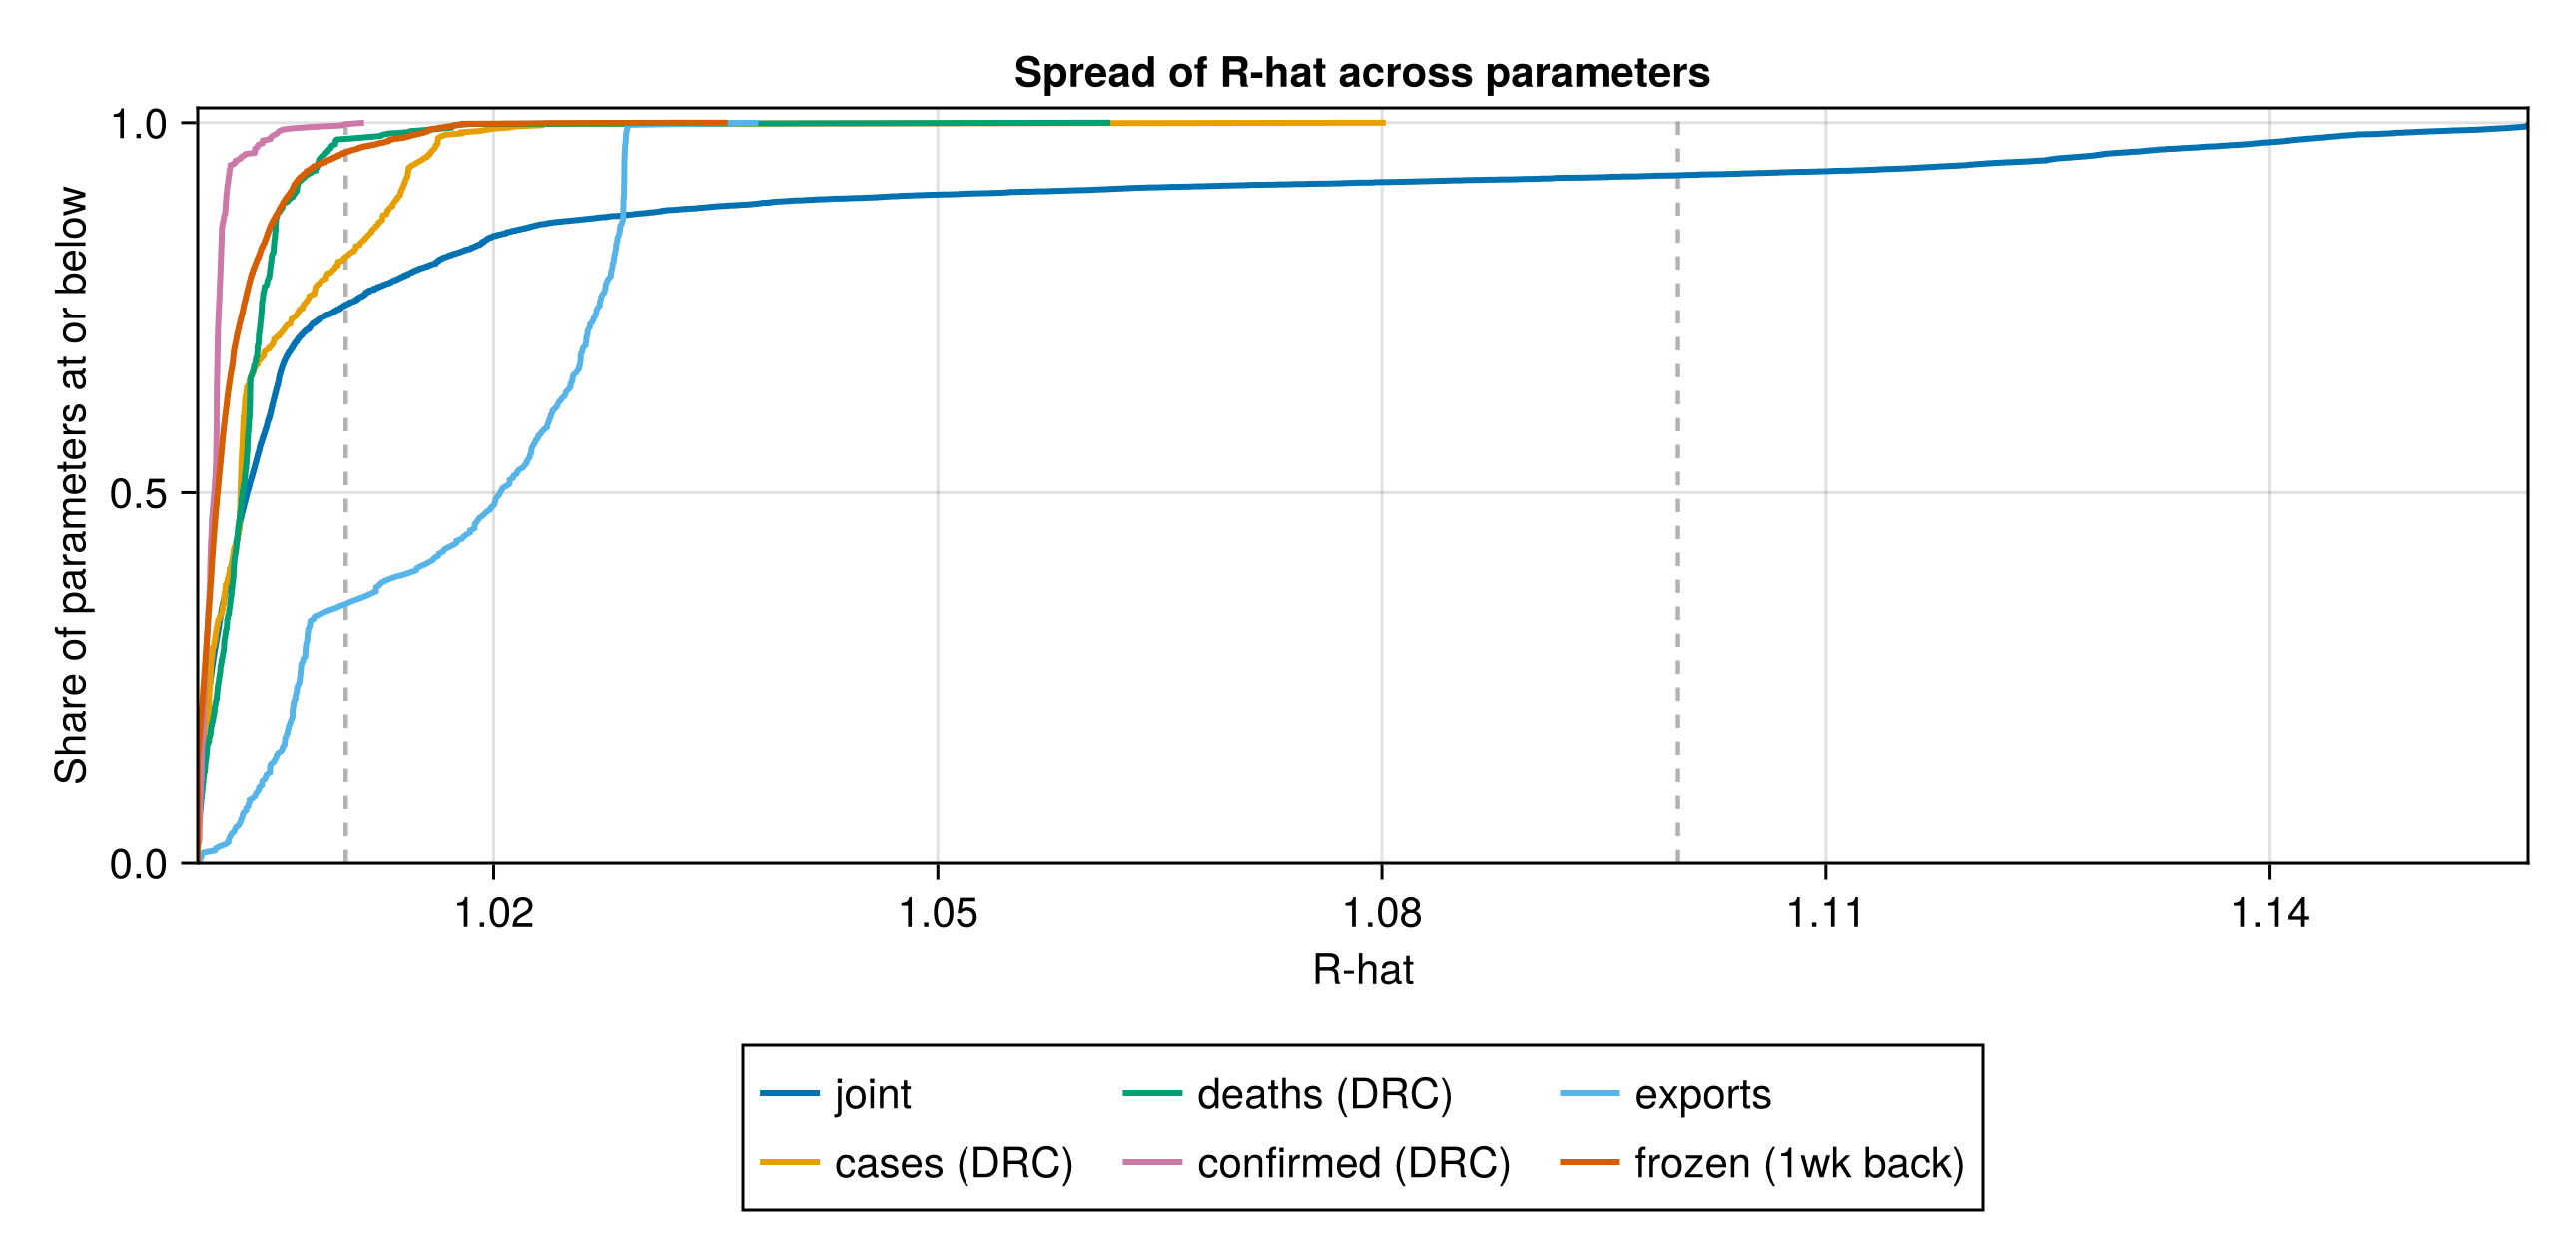 Spread of R-hat across parameters
Share of parameters at or below
1.0
0.5
0.0
1.02 1.05 1.08 1.11 1.14
R-hat
joint deaths (DRC) exports
cases (DRC) confirmed (DRC) frozen (1wk back)